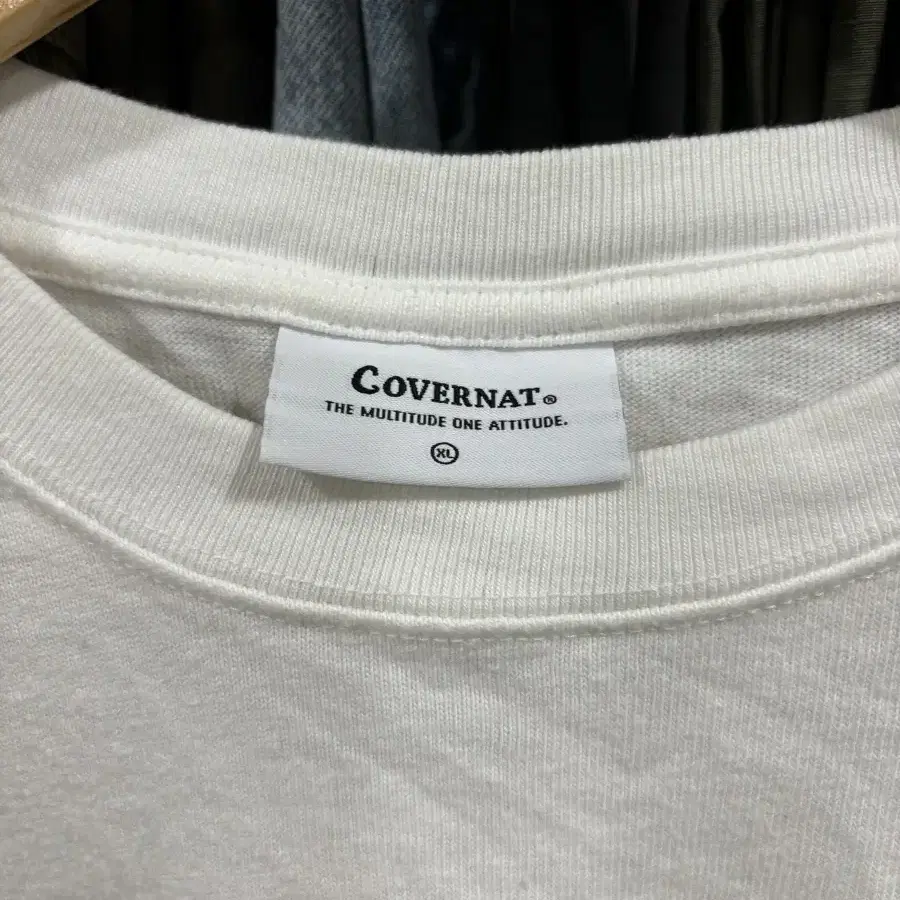 COVERNAT®
THE MULTITUDE ONE ATTITUDE.
XL